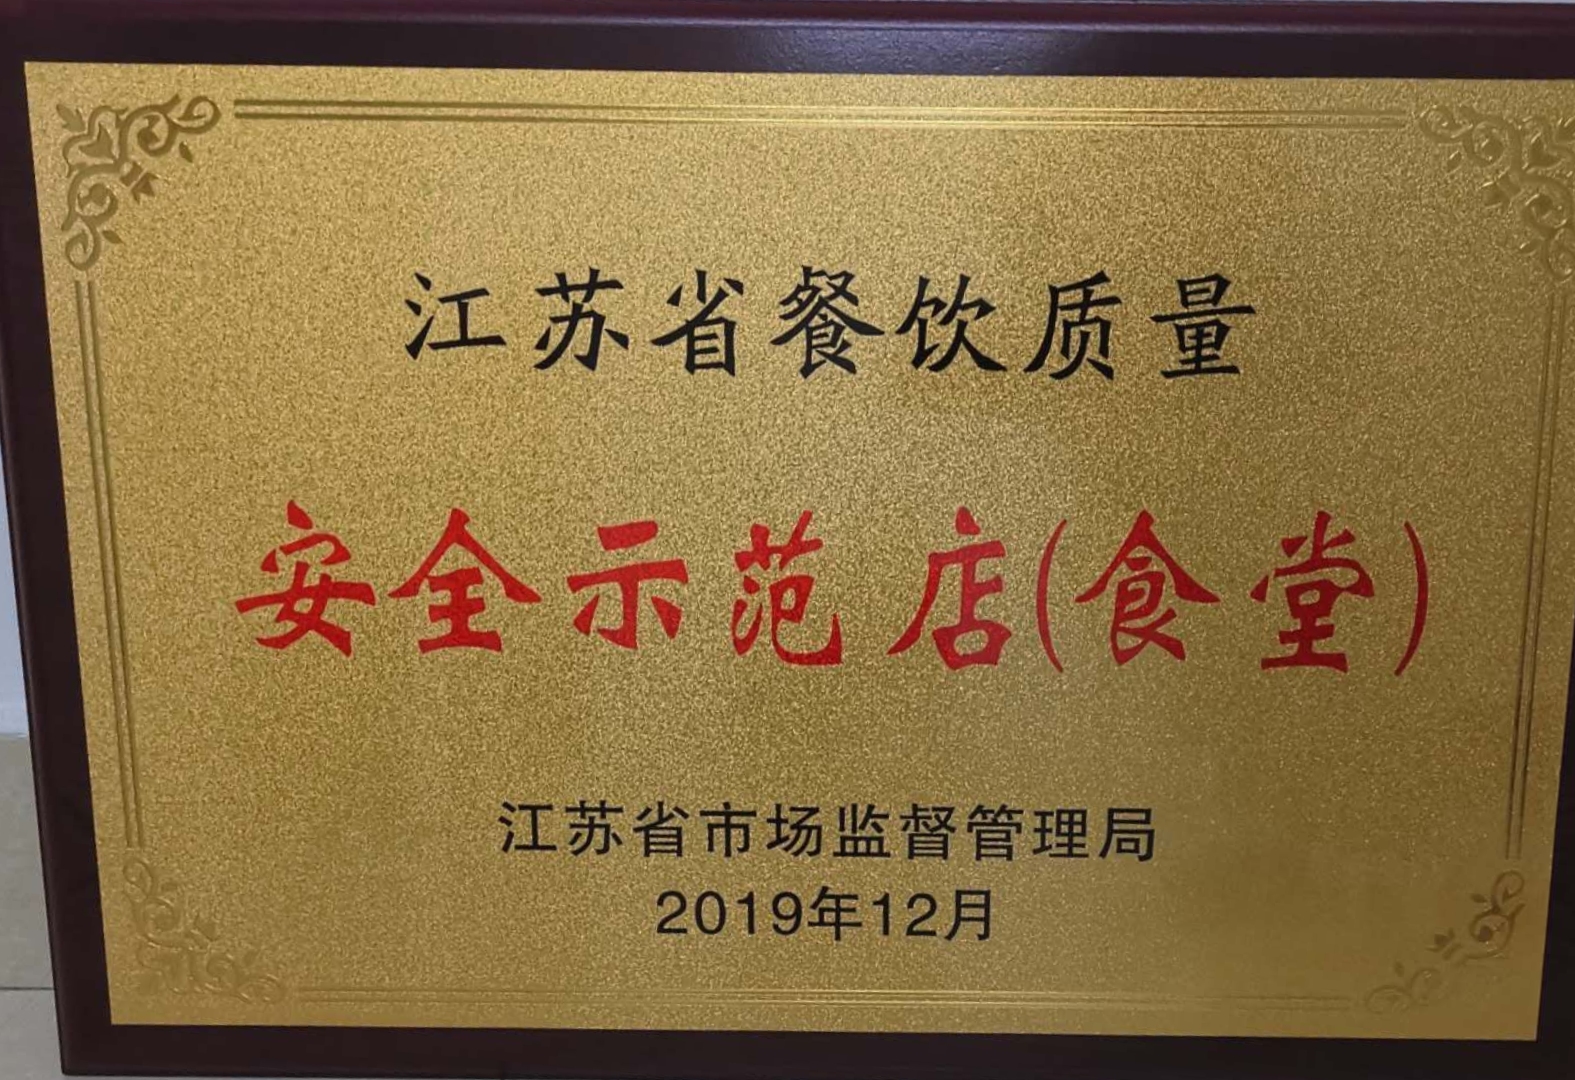 江苏省餐饮质量
安全示范店(食堂)
江苏省市场监督管理局
2019年12月